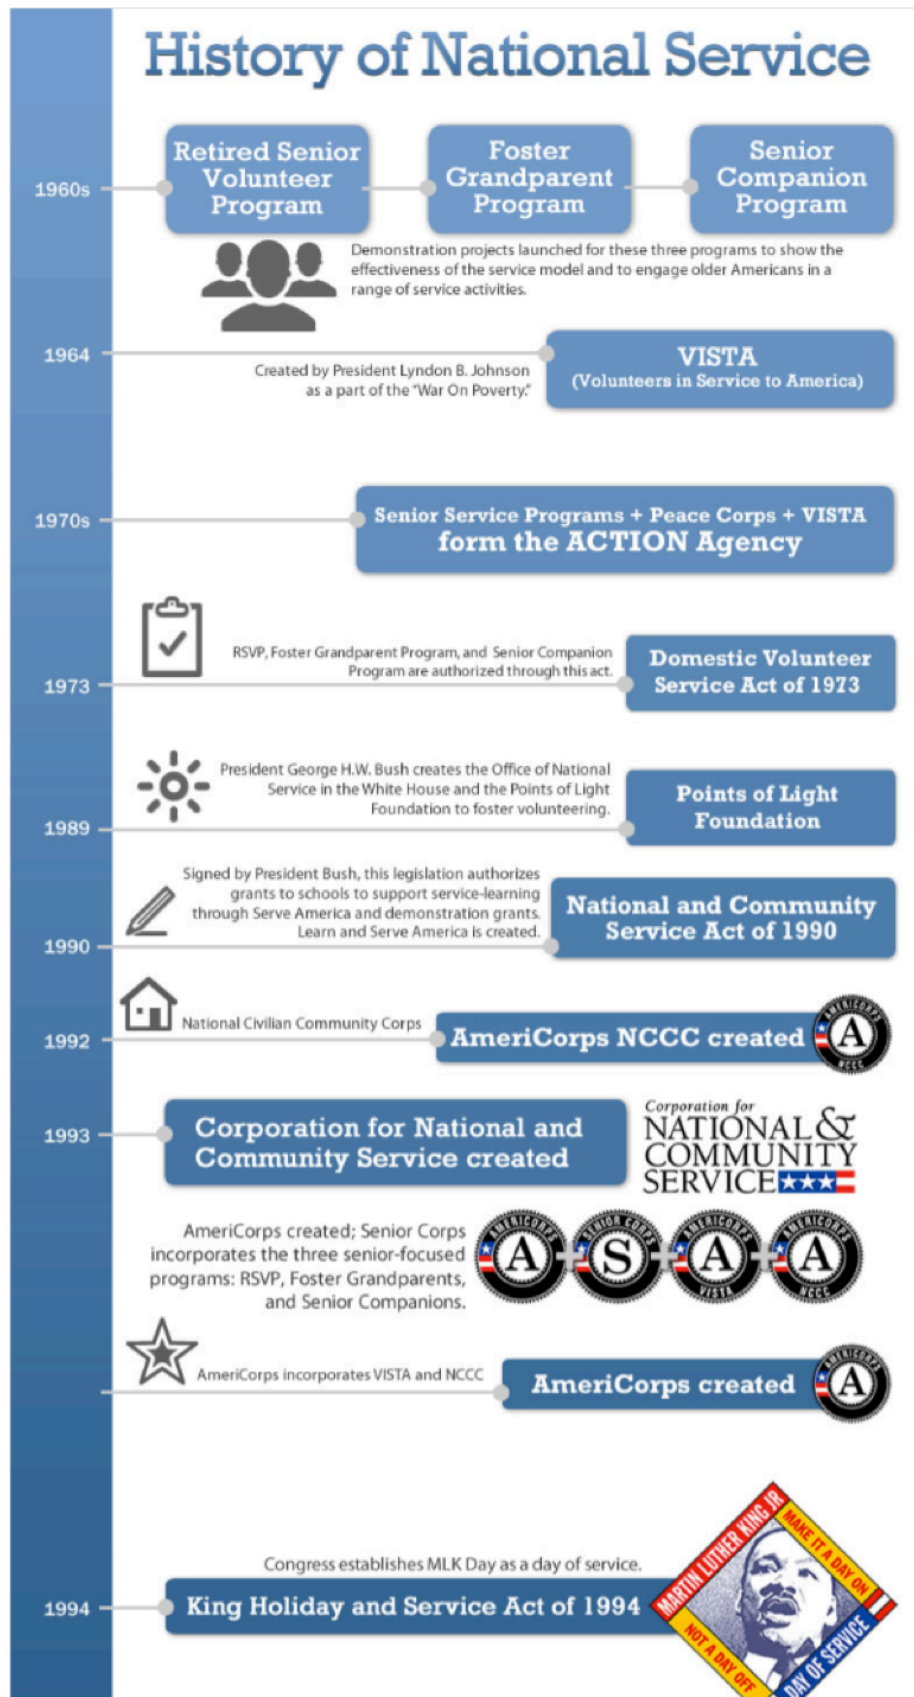 History of National Service
1960s
Retired Senior
Volunteer
Program
Foster
Grandparent
Program
Senior
Companion
Program
Demonstration projects launched for these three programs to show the
effectiveness of the service model and to engage older Americans in a
range of service activities.
1964
Created by President Lyndon B. Johnson
as a part of the "War On Poverty."
VISTA
(Volunteers in Service to America)
1970s
Senior Service Programs + Peace Corps + VISTA
form the ACTION Agency
1973
RSVP, Foster Grandparent Program, and Senior Companion
Program are authorized through this act.
Domestic Volunteer
Service Act of 1973
1989
President George H.W. Bush creates the Office of National
Service in the White House and the Points of Light
Foundation to foster volunteering.
Points of Light
Foundation
1990
Signed by President Bush, this legislation authorizes
grants to schools to support service-learning
through Serve America and demonstration grants.
Learn and Serve America is created.
National and Community
Service Act of 1990
1992
National Civilian Community Corps
AmeriCorps NCCC created
AMERICORPS
A
NCCC
1993
Corporation for National and
Community Service created
Corporation for
NATIONAL &
COMMUNITY
SERVICE
AmeriCorps created; Senior Corps
incorporates the three senior-focused
programs: RSVP, Foster Grandparents,
and Senior Companions.
AMERICORPS
A
+
SENIOR CORPS
S
+
AMERICORPS
A
VISTA
+
AMERICORPS
A
NCCC
AmeriCorps incorporates VISTA and NCCC
AmeriCorps created
AMERICORPS
A
1994
Congress establishes MLK Day as a day of service.
King Holiday and Service Act of 1994
MARTIN LUTHER KING JR
MAKE IT A DAY ON
NOT A DAY OFF
DAY OF SERVICE